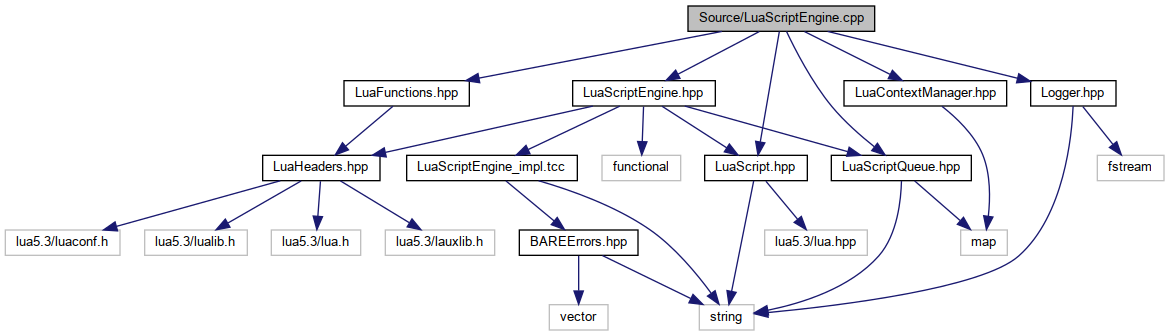 Source/LuaScriptEngine.cpp
LuaFunctions.hpp
LuaScriptEngine.hpp
LuaContextManager.hpp
Logger.hpp
LuaHeaders.hpp
LuaScriptEngine_impl.tcc
functional
LuaScript.hpp
LuaScriptQueue.hpp
fstream
lua5.3/luaconf.h
lua5.3/lualib.h
lua5.3/lua.h
lua5.3/lauxlib.h
BAREErrors.hpp
lua5.3/lua.hpp
map
vector
string